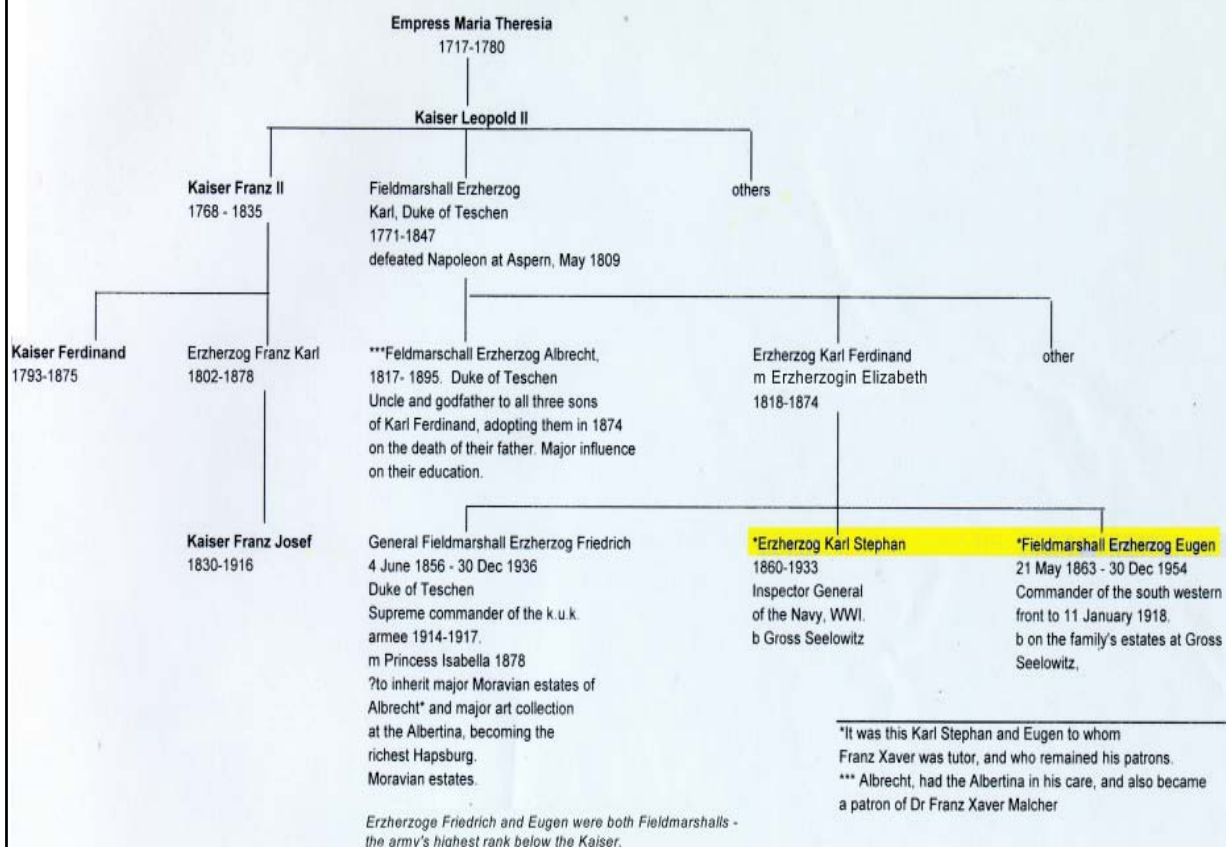 Empress Maria Theresia
1717-1780
Kaiser Leopold II
Kaiser Franz II
1768 - 1835
Fieldmarshall Erzherzog
Karl, Duke of Teschen
1771-1847
defeated Napoleon at Aspern, May 1809
others
Kaiser Ferdinand
1793-1875
Erzherzog Franz Karl
1802-1878
***Feldmarschall Erzherzog Albrecht,
1817- 1895. Duke of Teschen
Uncle and godfather to all three sons
of Karl Ferdinand, adopting them in 1874
on the death of their father. Major influence
on their education.
Erzherzog Karl Ferdinand
m Erzherzogin Elizabeth
1818-1874
other
Kaiser Franz Josef
1830-1916
General Fieldmarshall Erzherzog Friedrich
4 June 1856 - 30 Dec 1936
Duke of Teschen
Supreme commander of the k.u.k.
armee 1914-1917.
m Princess Isabella 1878
?to inherit major Moravian estates of
Albrecht* and major art collection
at the Albertina, becoming the
richest Hapsburg.
Moravian estates.
*Erzherzog Karl Stephan
1860-1933
Inspector General
of the Navy, WWI.
b Gross Seelowitz
*Fieldmarshall Erzherzog Eugen
21 May 1863 - 30 Dec 1954
Commander of the south western
front to 11 January 1918.
b on the family's estates at Gross
Seelowitz,
*It was this Karl Stephan and Eugen to whom
Franz Xaver was tutor, and who remained his patrons.
*** Albrecht, had the Albertina in his care, and also became
a patron of Dr Franz Xaver Malcher
Erzherzoge Friedrich and Eugen were both Fieldmarshalls -
the army's highest rank below the Kaiser.